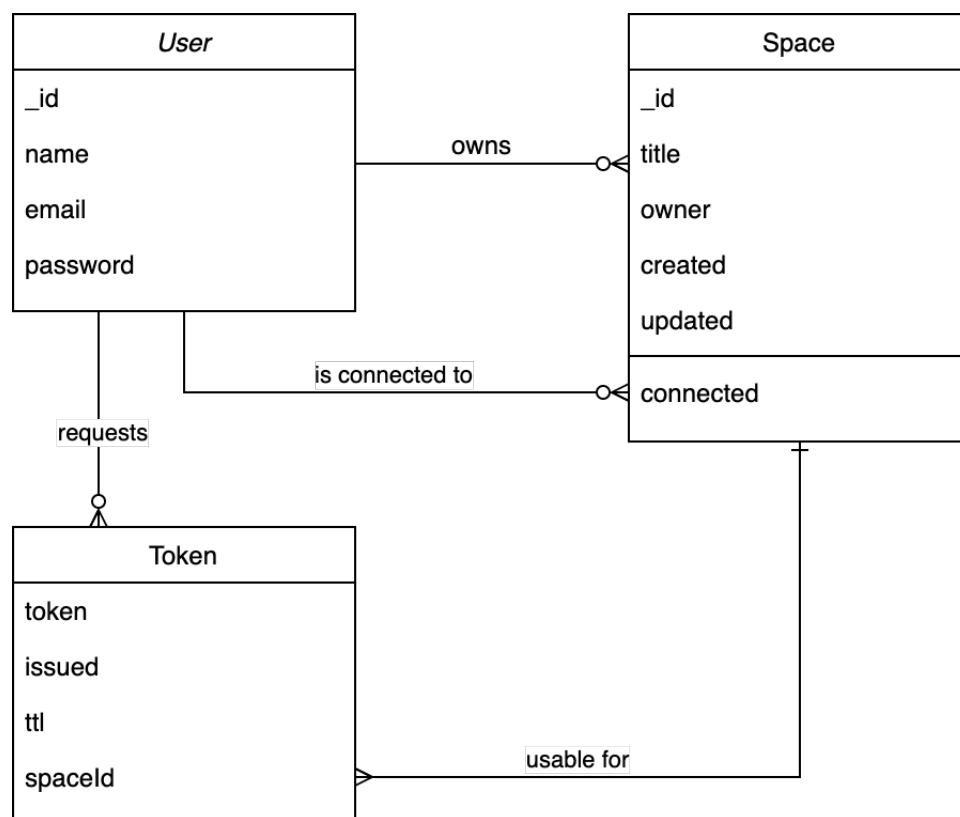 User
_id
name
email
password
owns
Space
_id
title
owner
created
updated
connected
is connected to
requests
Token
token
issued
ttl
spaceId
usable for